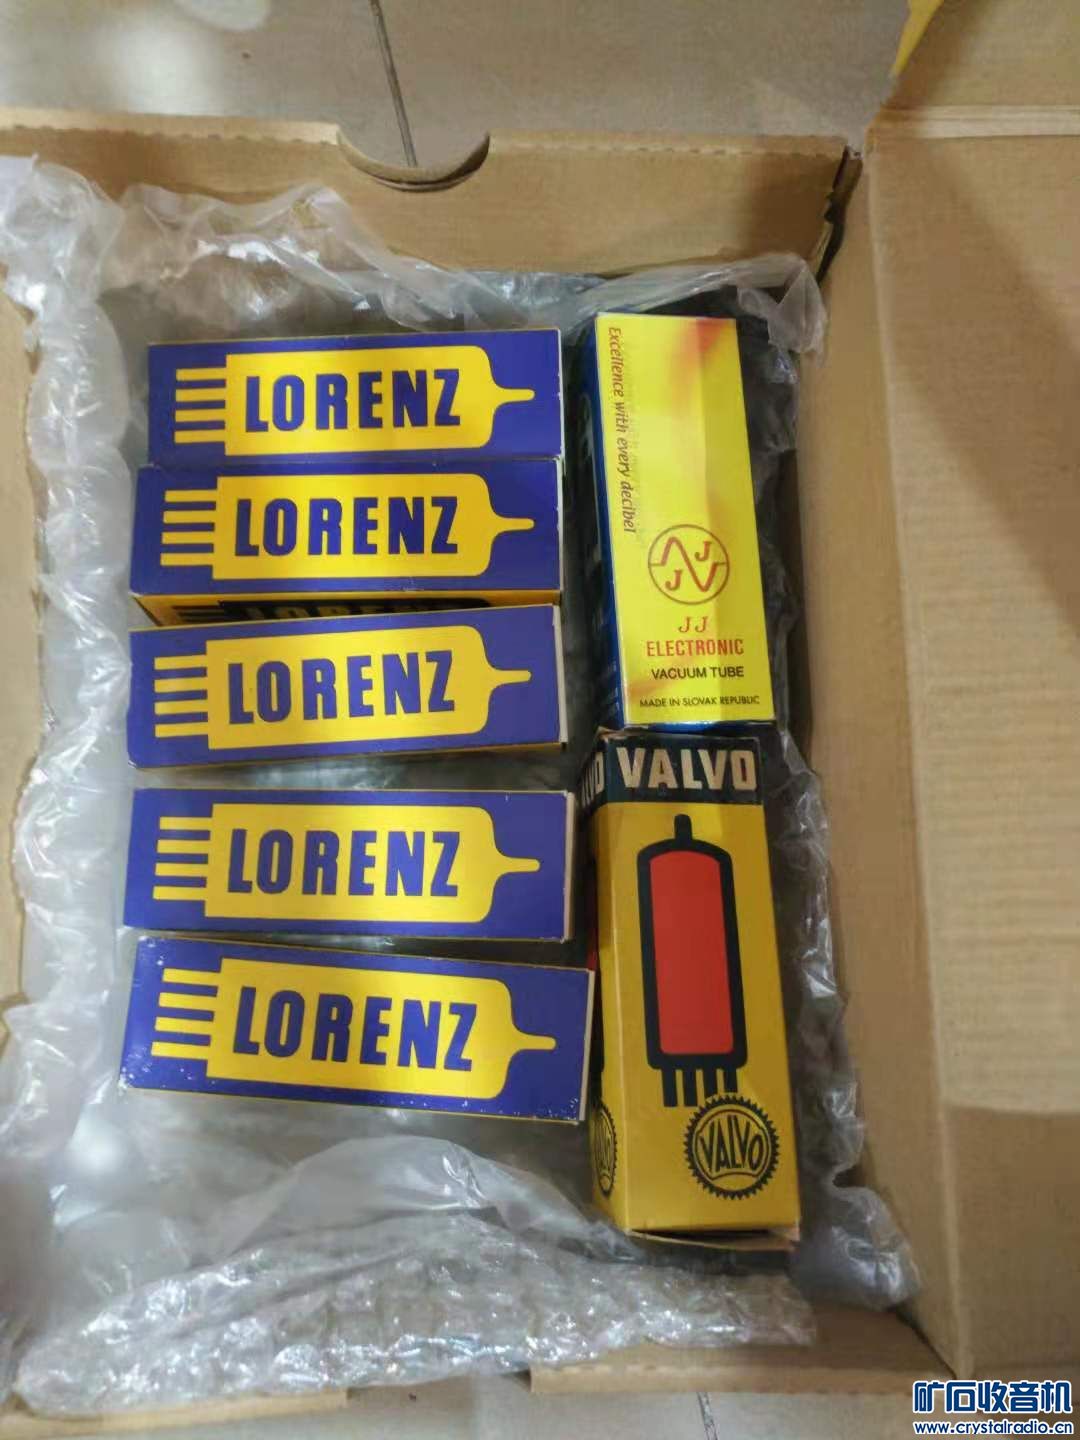 LORENZ
LORENZ
LORENZ
LORENZ
LORENZ
LORENZ
Excellence with every decibel
JJ
JJ
ELECTRONIC
VACUUM TUBE
MADE IN SLOVAK REPUBLIC
VALVO
VALVO
矿石收音机
www.crystalradio.cn